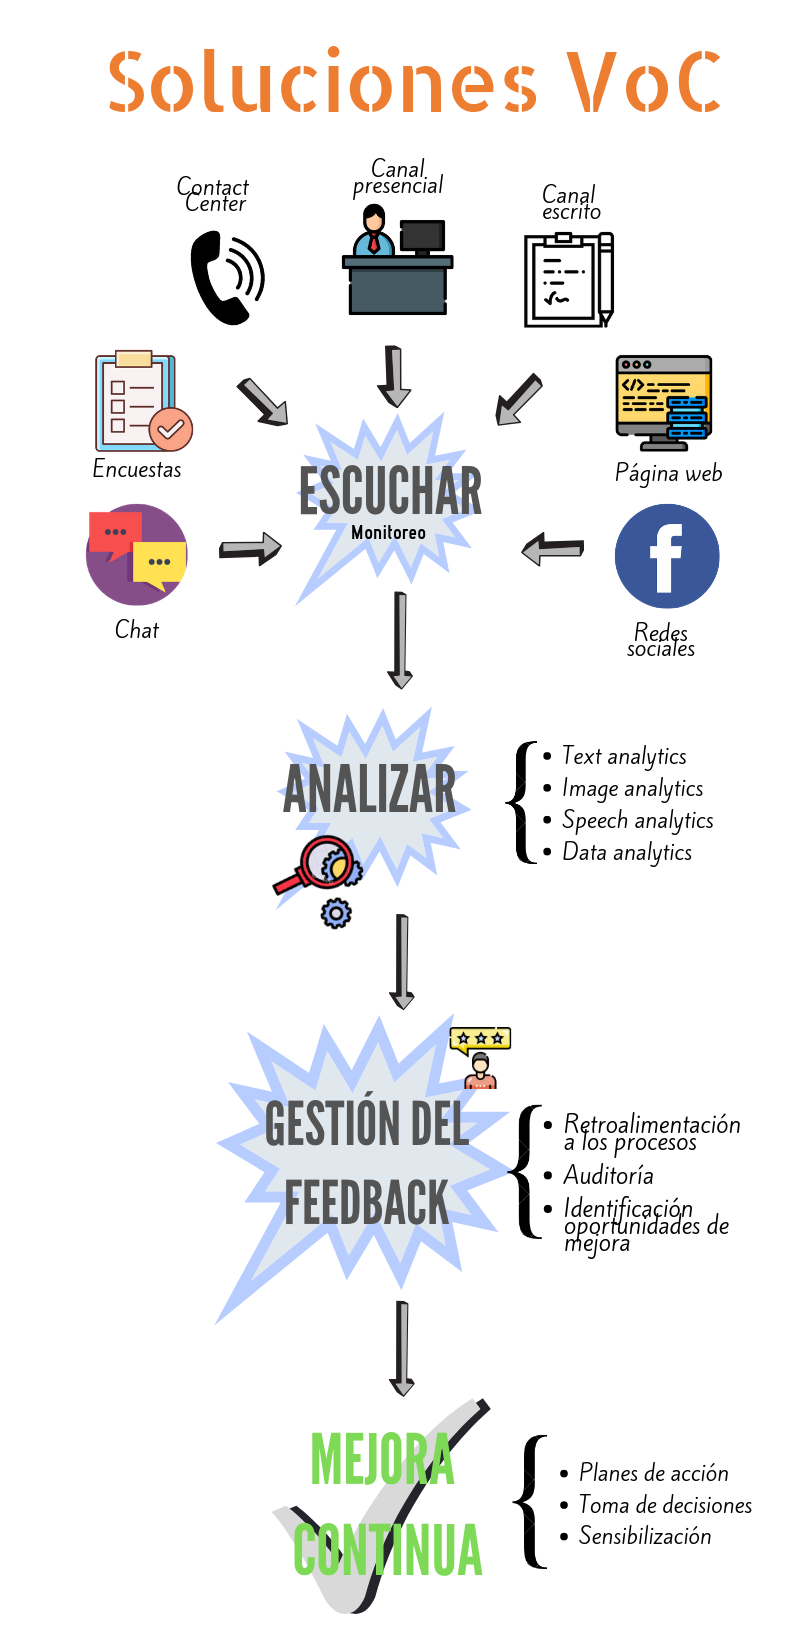 Soluciones VoC
Contact
Center
Canal
presencial
Canal
escrito
Encuestas
Página web
ESCUCHAR
Monitoreo
Chat
Redes
sociales
ANALIZAR
• Text analytics
• Image analytics
• Speech analytics
• Data analytics
GESTIÓN DEL
FEEDBACK
• Retroalimentación
a los procesos
• Auditoría
• Identificación
oportunidades de
mejora
MEJORA
CONTINUA
• Planes de acción
• Toma de decisiones
• Sensibilización